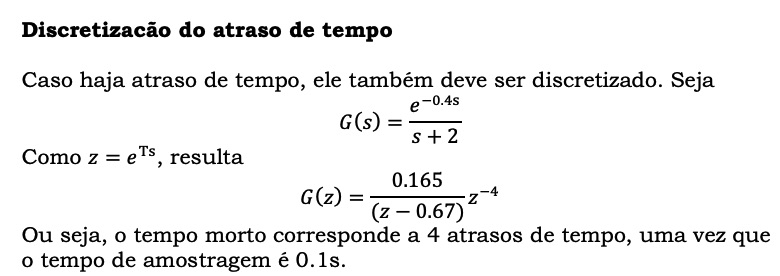 Discretizacão do atraso de tempo
Caso haja atraso de tempo, ele também deve ser discretizado. Seja
G(s) = e^{−0.4s} / (s + 2)
Como z = e^{Ts}, resulta
G(z) = 0.165 / (z − 0.67) z^{−4}
Ou seja, o tempo morto corresponde a 4 atrasos de tempo, uma vez que
o tempo de amostragem é 0.1s.